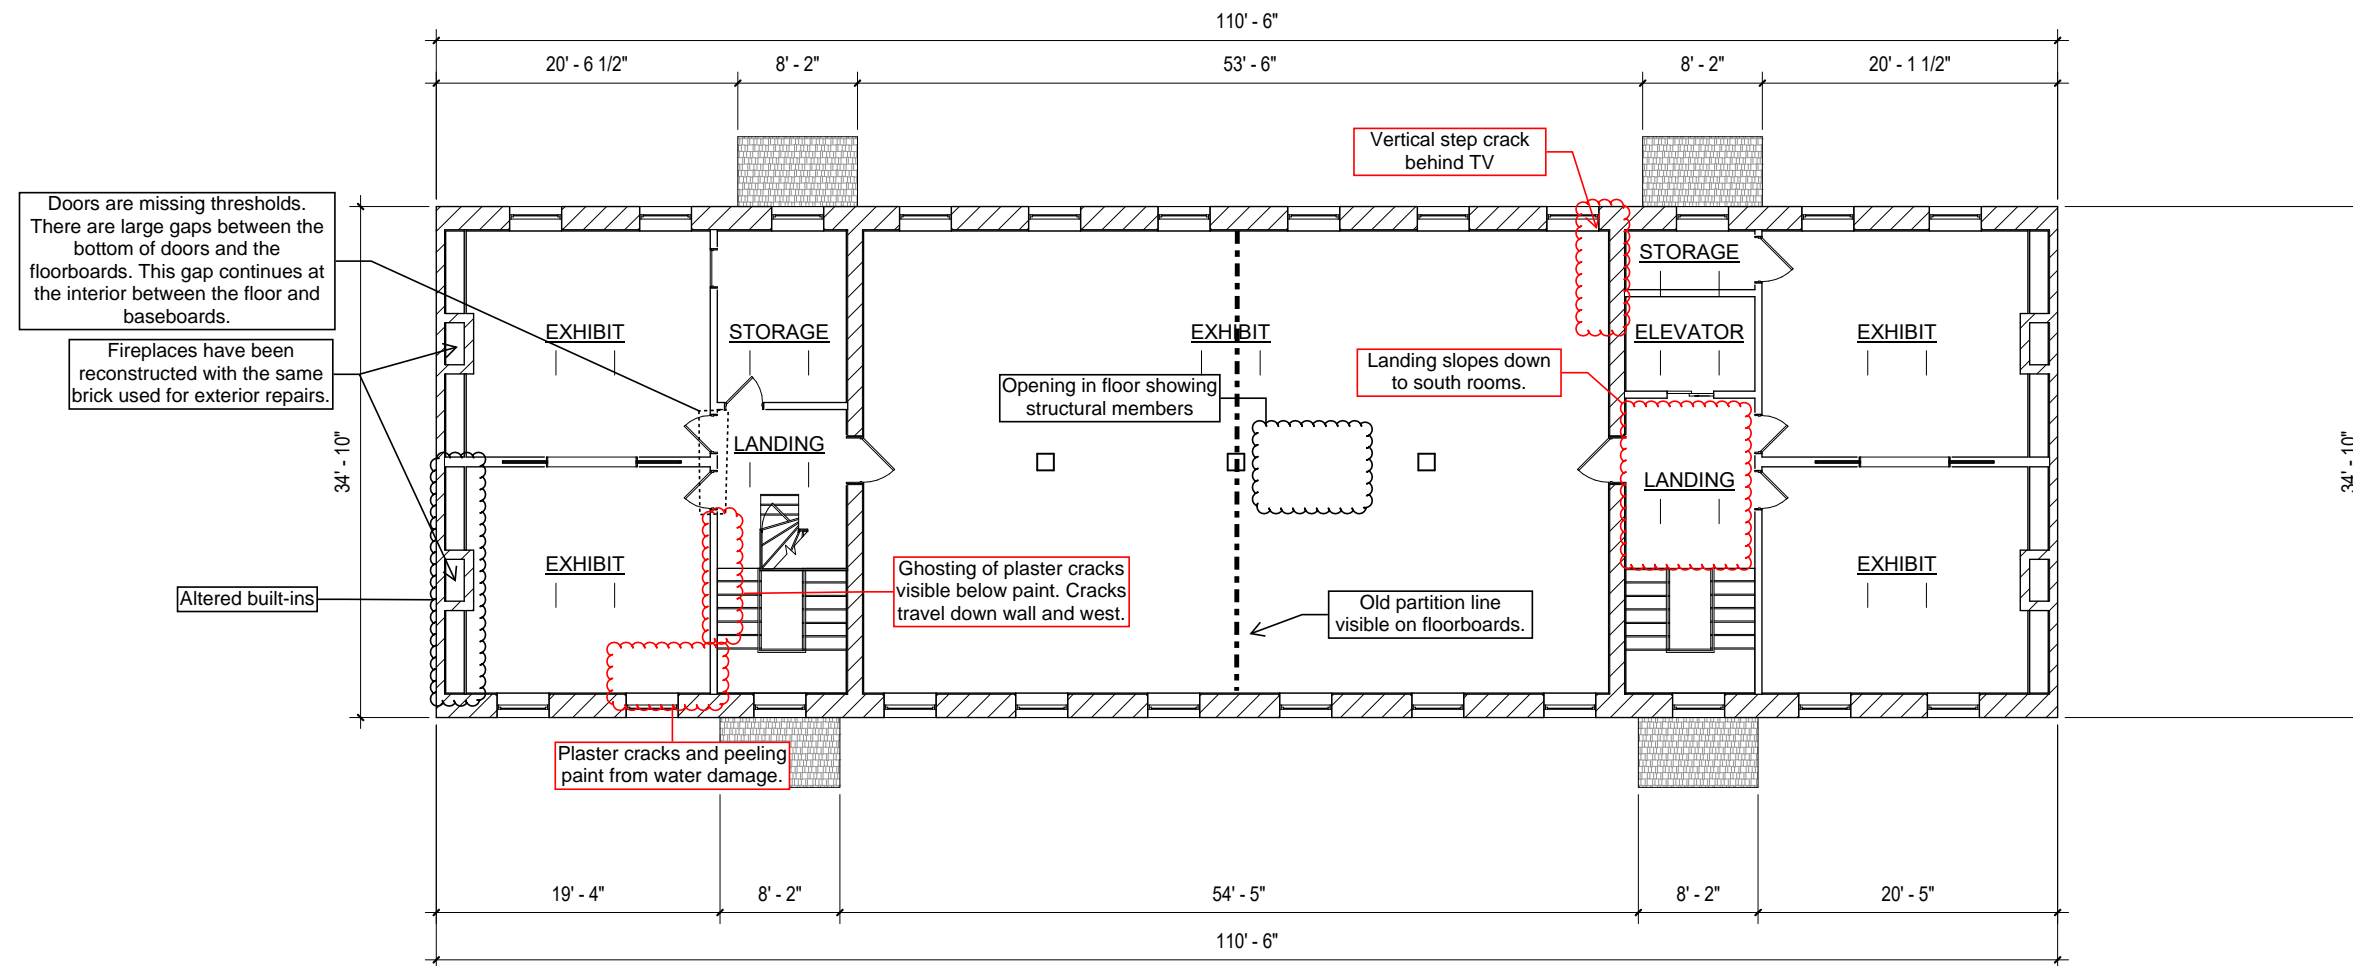 110' - 6"
20' - 6 1/2"
8' - 2"
53' - 6"
8' - 2"
20' - 1 1/2"
Vertical step crack
behind TV
Doors are missing thresholds.
There are large gaps between the
bottom of doors and the
floorboards. This gap continues at
the interior between the floor and
baseboards.
Fireplaces have been
reconstructed with the same
brick used for exterior repairs.
34' - 10"
Altered built-ins
EXHIBIT
STORAGE
EXHIBIT
STORAGE
ELEVATOR
EXHIBIT
Opening in floor showing
structural members
Landing slopes down
to south rooms.
LANDING
LANDING
34' - 10"
EXHIBIT
Ghosting of plaster cracks
visible below paint. Cracks
travel down wall and west.
Old partition line
visible on floorboards.
EXHIBIT
Plaster cracks and peeling
paint from water damage.
19' - 4"
8' - 2"
54' - 5"
8' - 2"
20' - 5"
110' - 6"